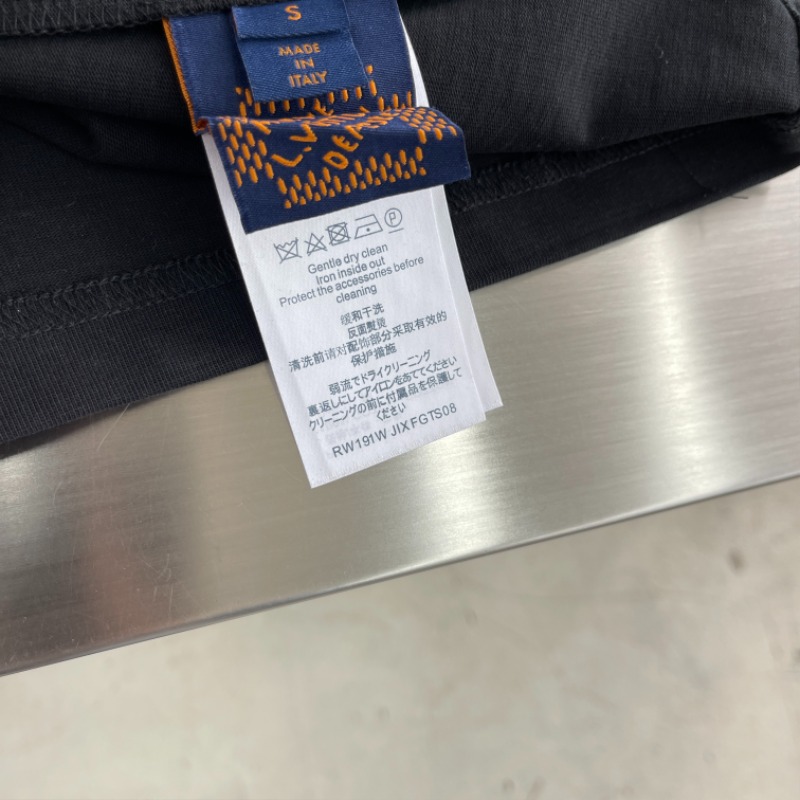 S
MADE
IN
ITALY
L.V
DEA
P
Gentle dry clean
Iron inside out
Protect the accessories before
cleaning
缓和干洗
反面熨烫
清洗前请对配饰部分采取有效的
保护措施
弱流でドライクリーニング
裏返しにしてアイロンをあててください
クリーニングの前に付属品を保護して
ください
RW191W JIXFGTS08